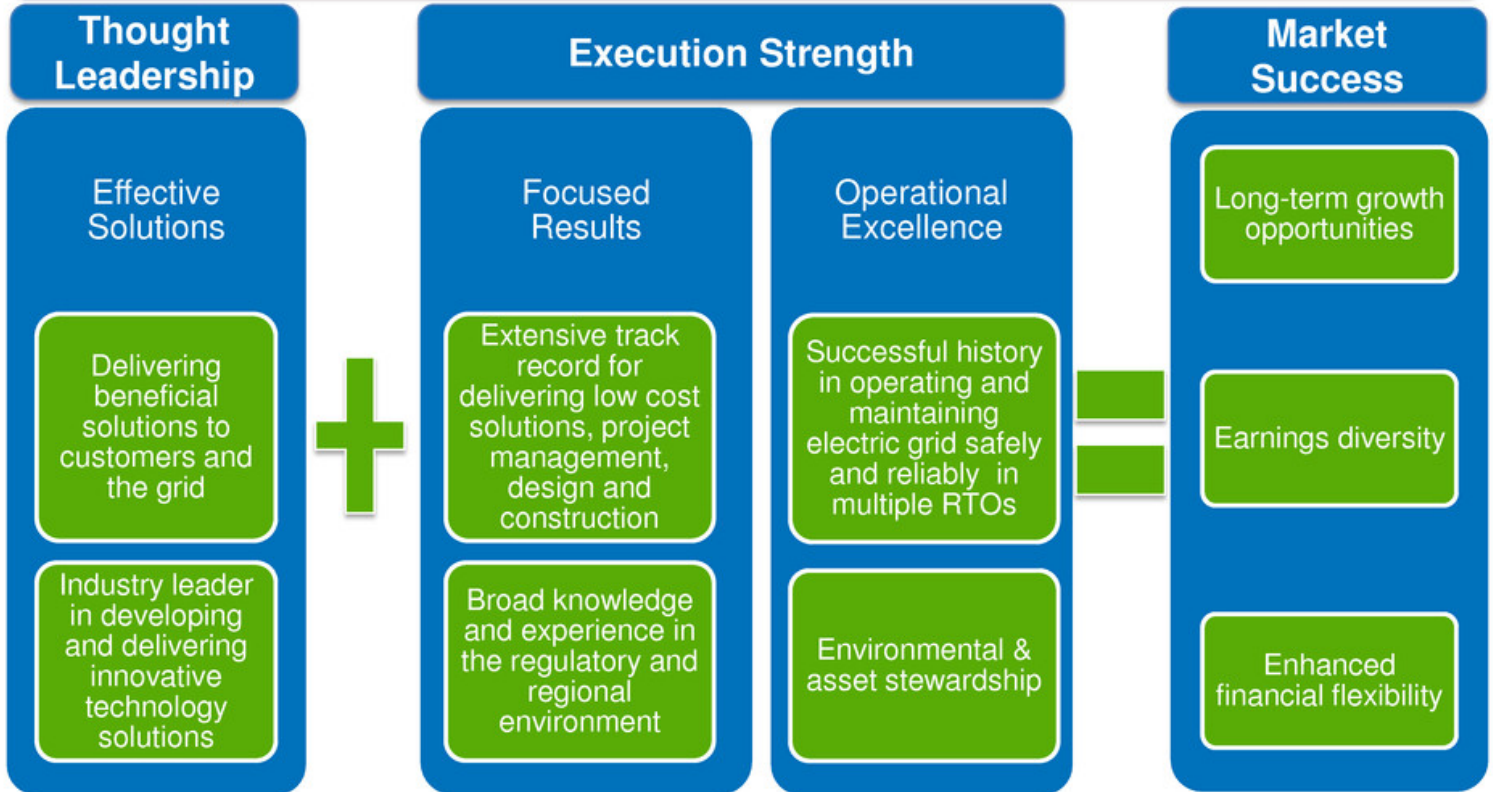 Thought
Leadership
Execution Strength
Market
Success
Effective
Solutions
Delivering
beneficial
solutions to
customers and
the grid
Industry leader
in developing
and delivering
innovative
technology
solutions
Focused
Results
Extensive track
record for
delivering low cost
solutions, project
management,
design and
construction
Broad knowledge
and experience in
the regulatory and
regional
environment
Operational
Excellence
Successful history
in operating and
maintaining
electric grid safely
and reliably in
multiple RTOs
Environmental &
asset stewardship
Long-term growth
opportunities
Earnings diversity
Enhanced
financial flexibility